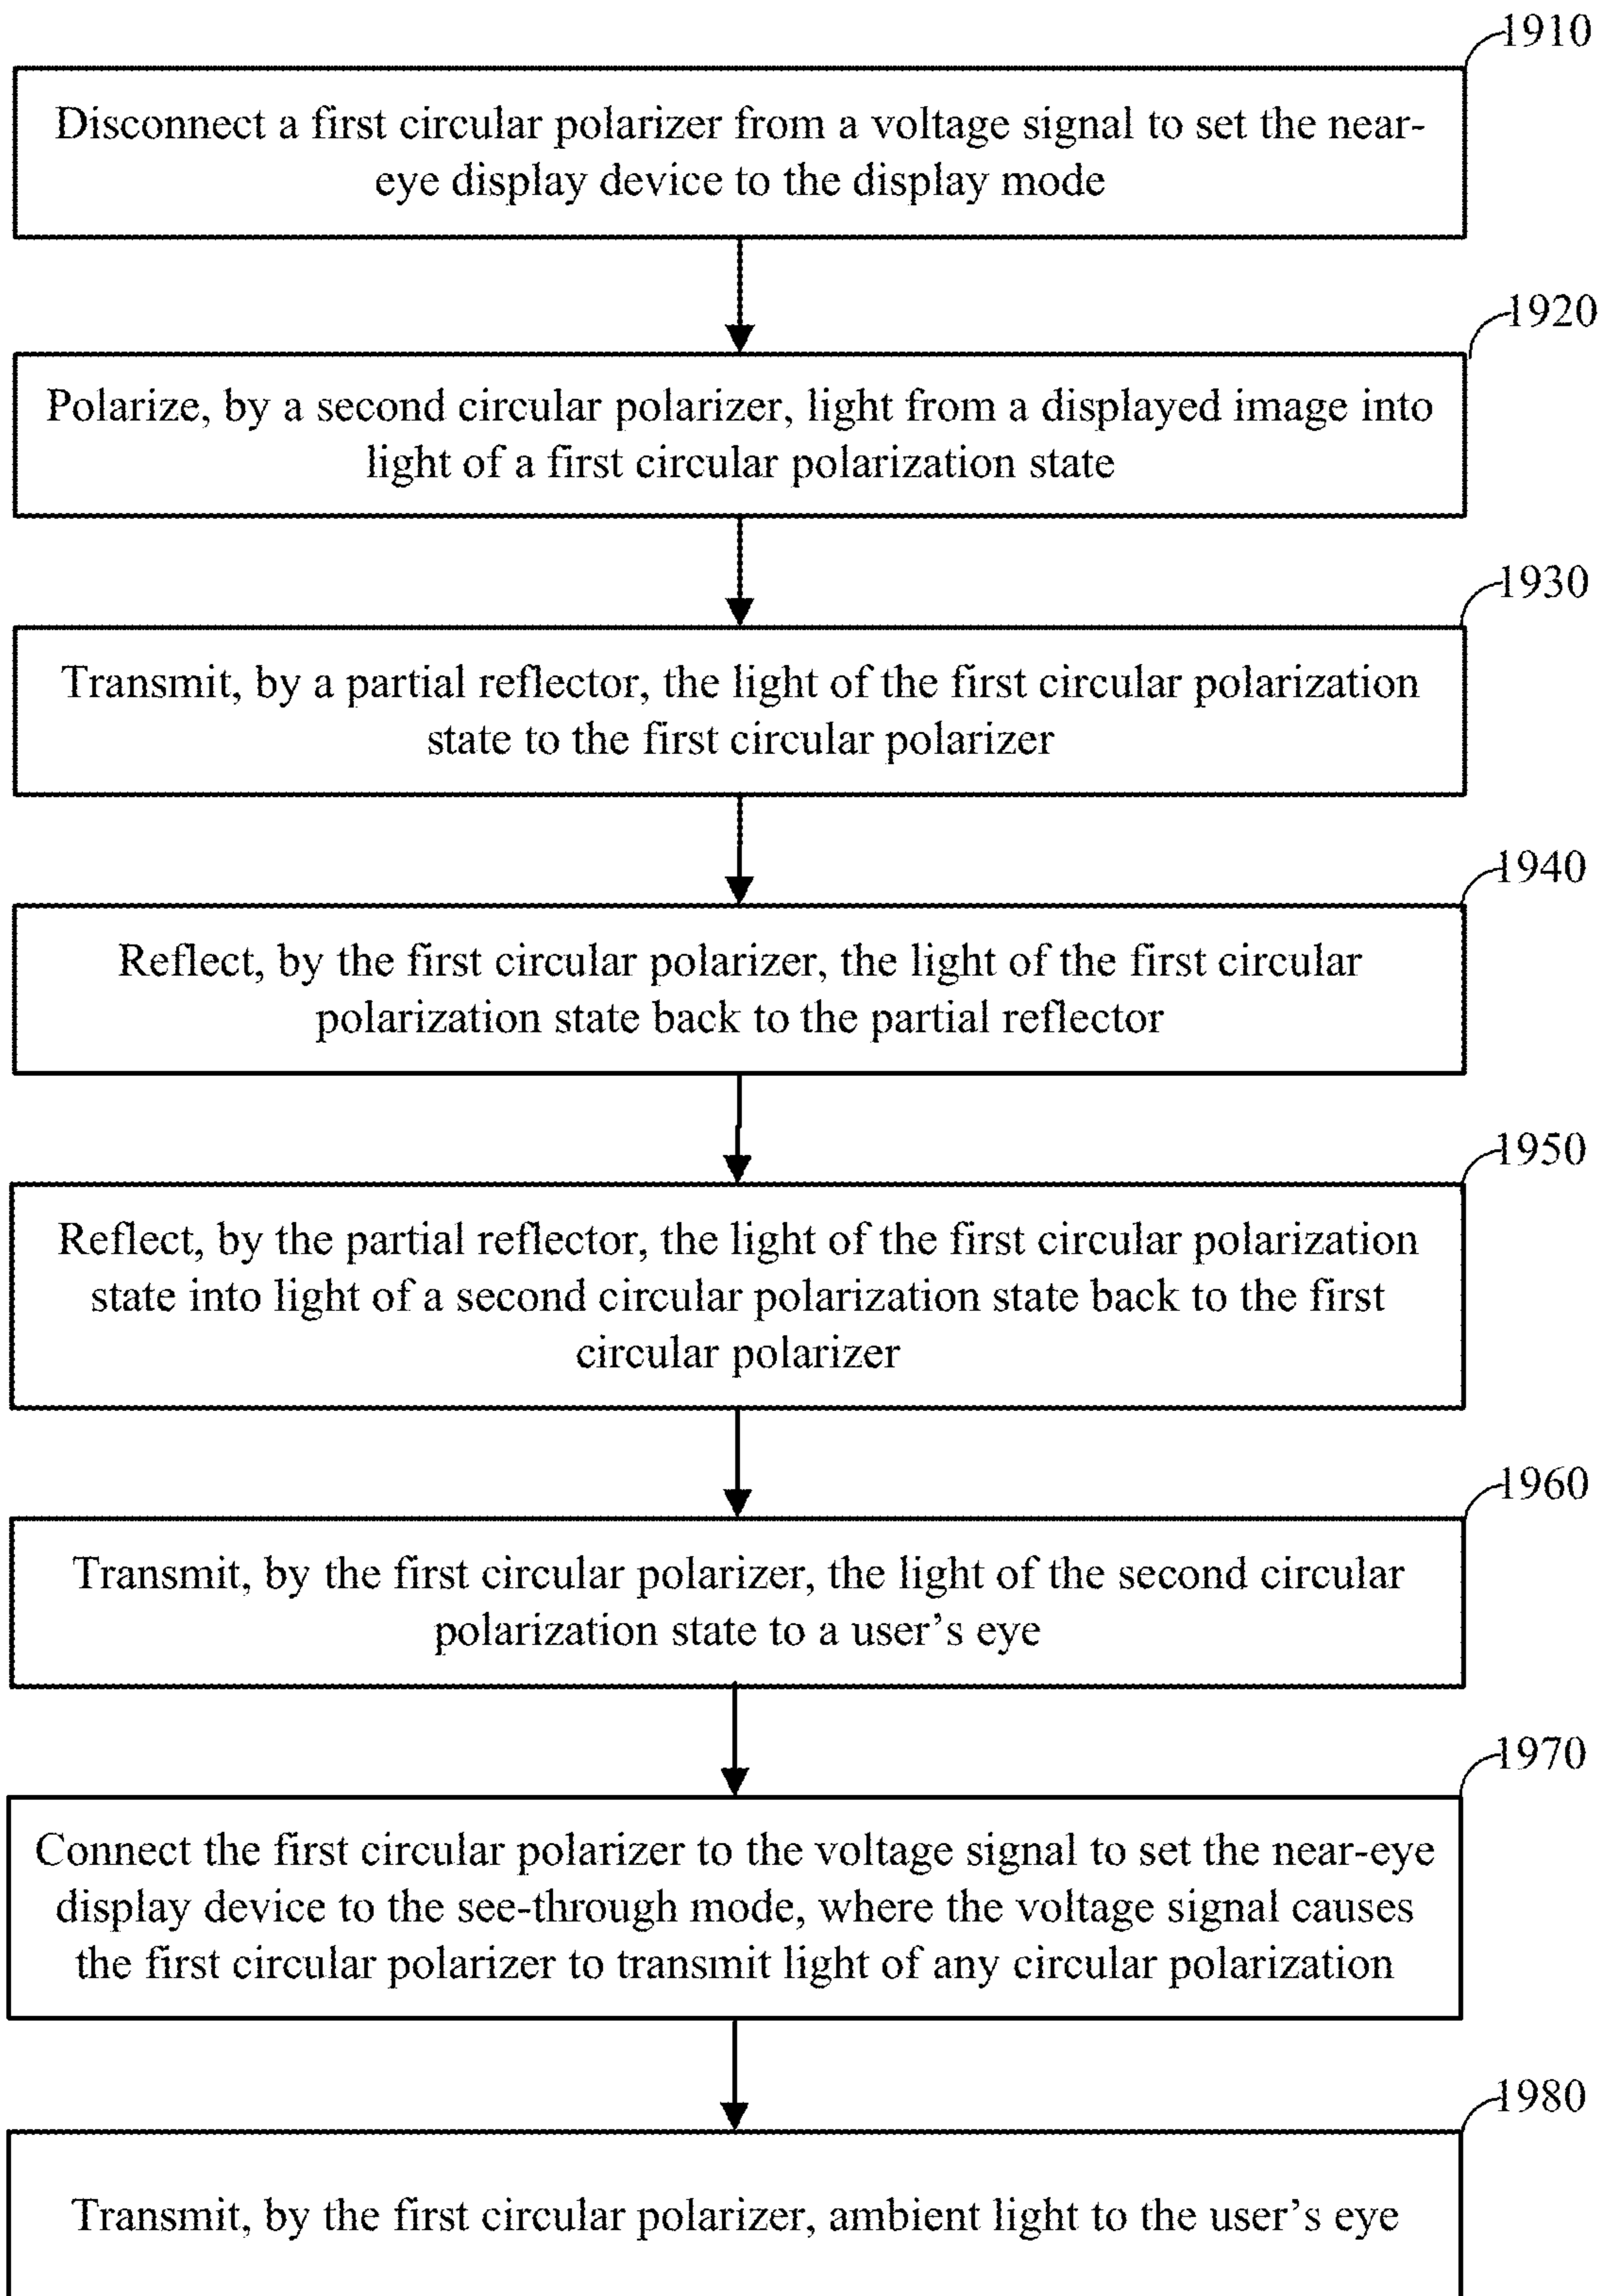 1910
Disconnect a first circular polarizer from a voltage signal to set the near-
eye display device to the display mode
1920
Polarize, by a second circular polarizer, light from a displayed image into
light of a first circular polarization state
1930
Transmit, by a partial reflector, the light of the first circular polarization
state to the first circular polarizer
1940
Reflect, by the first circular polarizer, the light of the first circular
polarization state back to the partial reflector
1950
Reflect, by the partial reflector, the light of the first circular polarization
state into light of a second circular polarization state back to the first
circular polarizer
1960
Transmit, by the first circular polarizer, the light of the second circular
polarization state to a user’s eye
1970
Connect the first circular polarizer to the voltage signal to set the near-eye
display device to the see-through mode, where the voltage signal causes
the first circular polarizer to transmit light of any circular polarization
1980
Transmit, by the first circular polarizer, ambient light to the user’s eye